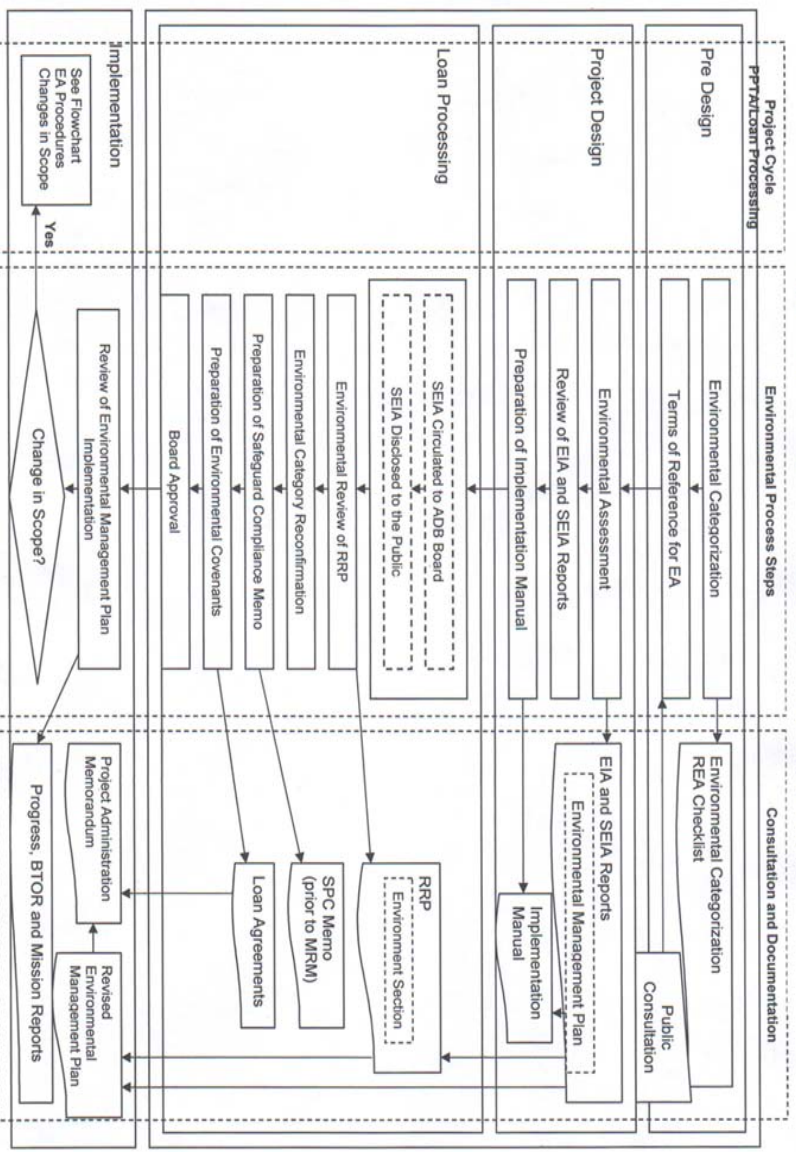 Project Cycle
PPTA/Loan Processing
Environmental Process Steps
Consultation and Documentation
Pre Design
Environmental Categorization
Terms of Reference for EA
Environmental Categorization
REA Checklist
Public
Consultation
Project Design
Environmental Assessment
Review of EIA and SEIA Reports
Preparation of Implementation Manual
EIA and SEIA Reports
Environmental Management Plan
Implementation
Manual
Loan Processing
SEIA Circulated to ADB Board
SEIA Disclosed to the Public
Environmental Review of RRP
Environmental Category Reconfirmation
Preparation of Safeguard Compliance Memo
Preparation of Environmental Covenants
Board Approval
RRP
Environment Section
SPC Memo
(prior to MRM)
Loan Agreements
Implementation
See Flowchart
EA Procedures
Changes in Scope
Yes
Review of Environmental Management Plan
Implementation
Change in Scope?
Project Administration
Memorandum
Revised
Environmental
Management Plan
Progress, BTOR and Mission Reports